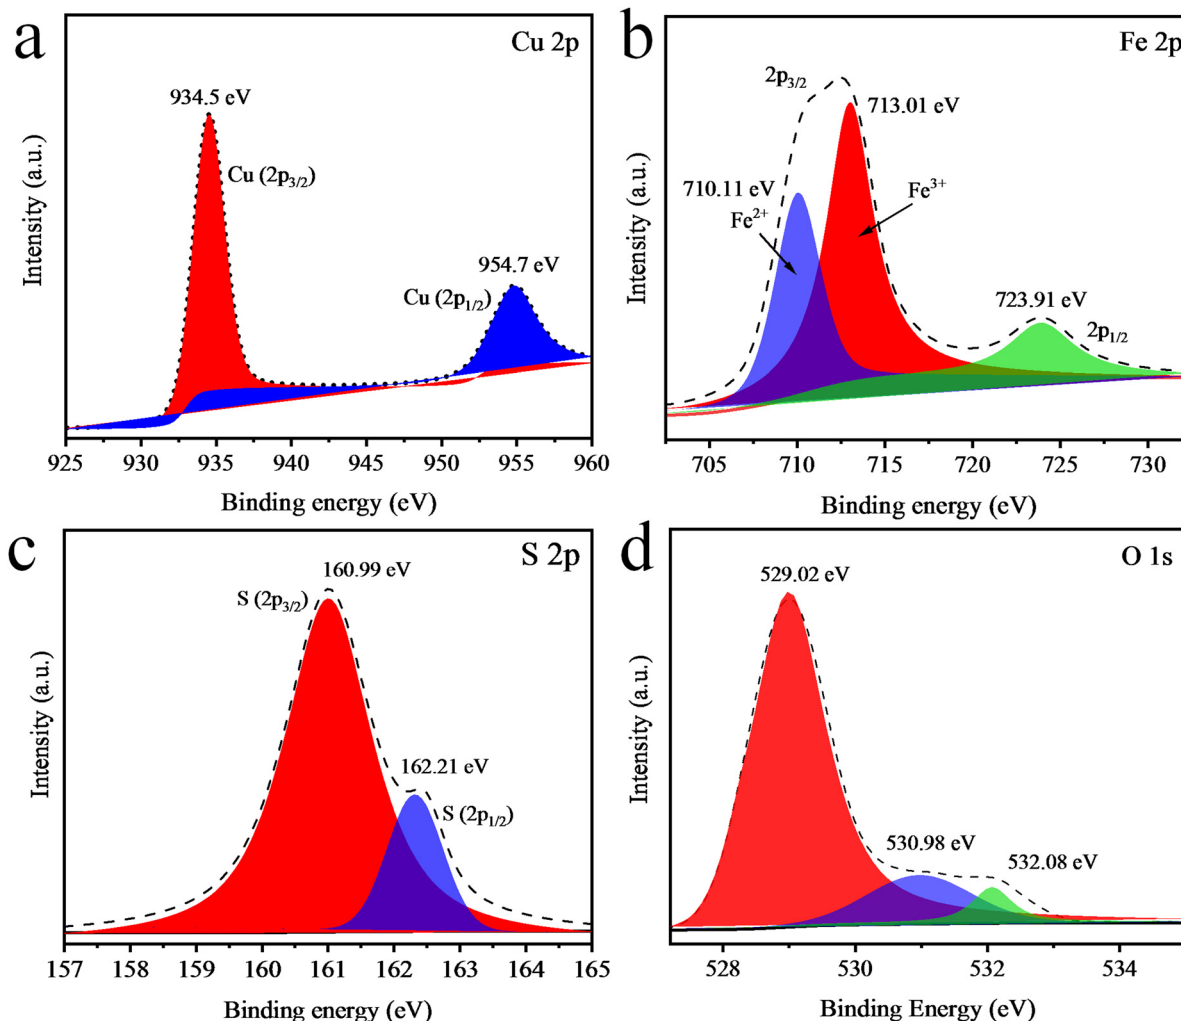 a
Cu 2p
934.5 eV
Cu (2p3/2)
954.7 eV
Cu (2p1/2)
Intensity (a.u.)
925 930 935 940 945 950 955 960
Binding energy (eV)
b
Fe 2p
2p3/2
713.01 eV
710.11 eV
Fe3+
Fe2+
723.91 eV
2p1/2
Intensity (a.u.)
705 710 715 720 725 730
Binding energy (eV)
c
S 2p
160.99 eV
S (2p3/2)
162.21 eV
S (2p1/2)
Intensity (a.u.)
157 158 159 160 161 162 163 164 165
Binding energy (eV)
d
O 1s
529.02 eV
530.98 eV
532.08 eV
Intensity (a.u.)
528 530 532 534
Binding Energy (eV)